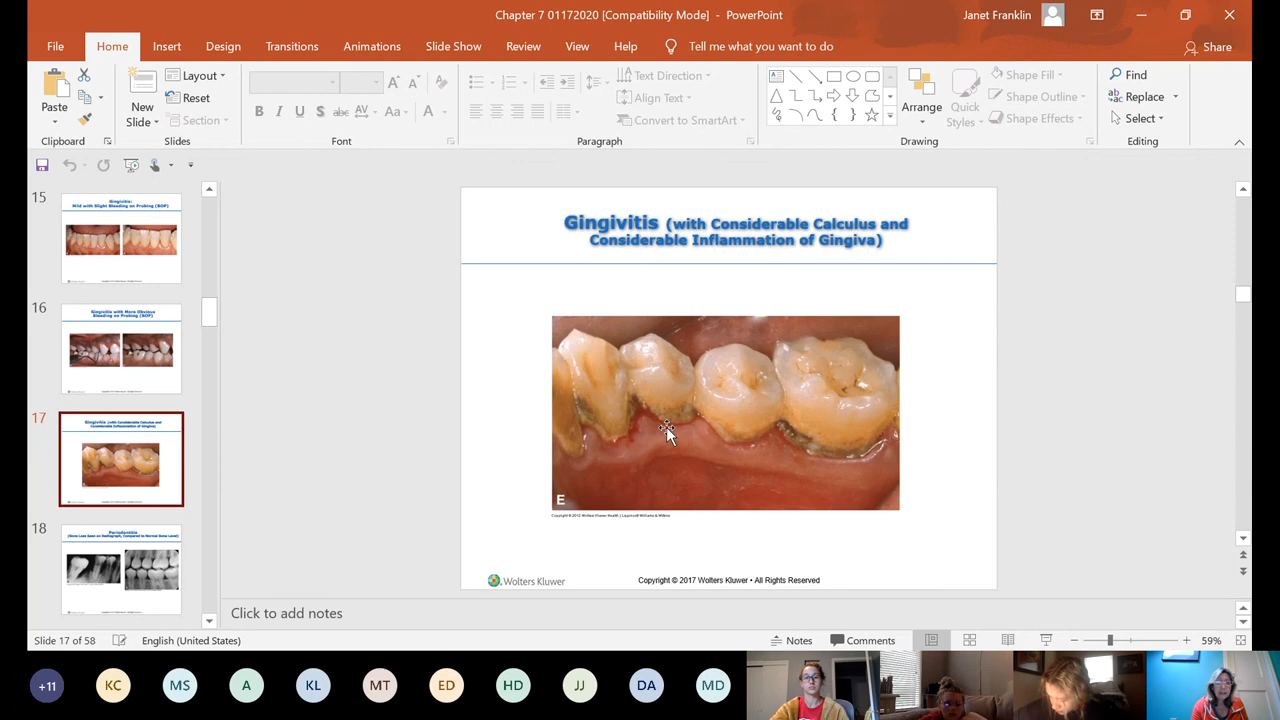 Chapter 7 01172020 [Compatibility Mode] - PowerPoint
Janet Franklin
File Home Insert Design Transitions Animations Slide Show Review View Help Tell me what you want to do
Share
Paste
New
Slide
Layout
Reset
Section
Text Direction
Align Text
Convert to SmartArt
Arrange
Quick
Styles
Shape Fill
Shape Outline
Shape Effects
Find
Replace
Select
Clipboard Slides Font Paragraph Drawing Editing
15
Gingivitis:
Mild with Slight Bleeding on Probing (BOP)
16
Gingivitis with More Obvious
Bleeding on Probing (BOP)
17
Gingivitis (with Considerable Calculus and
Considerable Inflammation of Gingiva)
18
Periodontitis
(Bone Loss Seen on Radiograph, Compared to Normal Bone Level)
Gingivitis (with Considerable Calculus and
Considerable Inflammation of Gingiva)
E
Copyright © 2012 Wolters Kluwer Health | Lippincott Williams & Wilkins
Wolters Kluwer
Copyright © 2017 Wolters Kluwer • All Rights Reserved
Click to add notes
Slide 17 of 58
English (United States)
Notes
Comments
59%
+11 KC MS A KL MT ED HD JJ DA MD